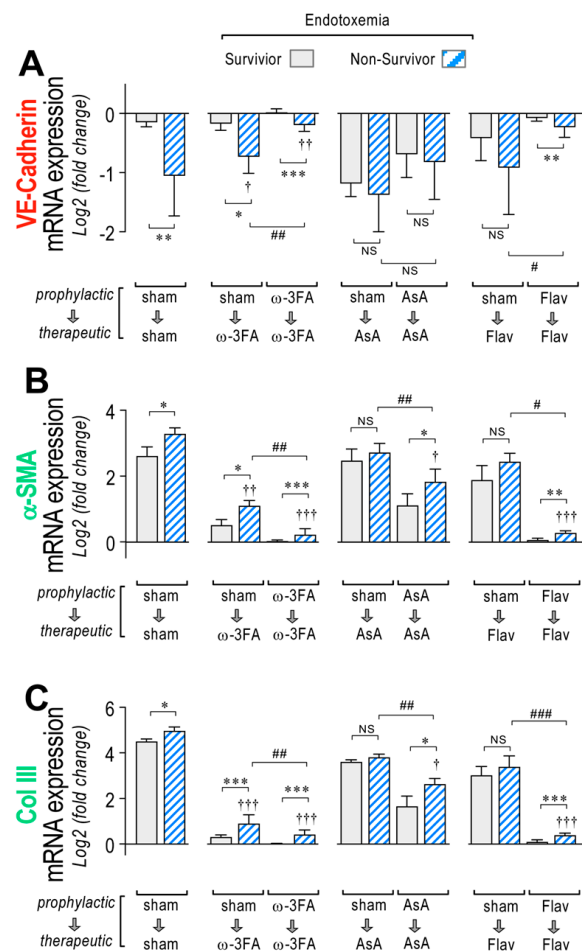 Endotoxemia
Survivior Non-Survivor
A
VE-Cadherin
mRNA expression
Log2 (fold change)
0
-1
-2
** * ## *** † †† NS NS NS NS ** #
prophylactic sham sham ω-3FA sham AsA sham Flav
therapeutic sham ω-3FA ω-3FA AsA AsA Flav Flav
B
α-SMA
mRNA expression
Log2 (fold change)
4
2
0
* * †† ## *** ††† NS ## * † NS # ** †††
prophylactic sham sham ω-3FA sham AsA sham Flav
therapeutic sham ω-3FA ω-3FA AsA AsA Flav Flav
C
Col III
mRNA expression
Log2 (fold change)
6
4
2
0
* *** ††† ## *** ††† NS ## * † NS ### *** †††
prophylactic sham sham ω-3FA sham AsA sham Flav
therapeutic sham ω-3FA ω-3FA AsA AsA Flav Flav